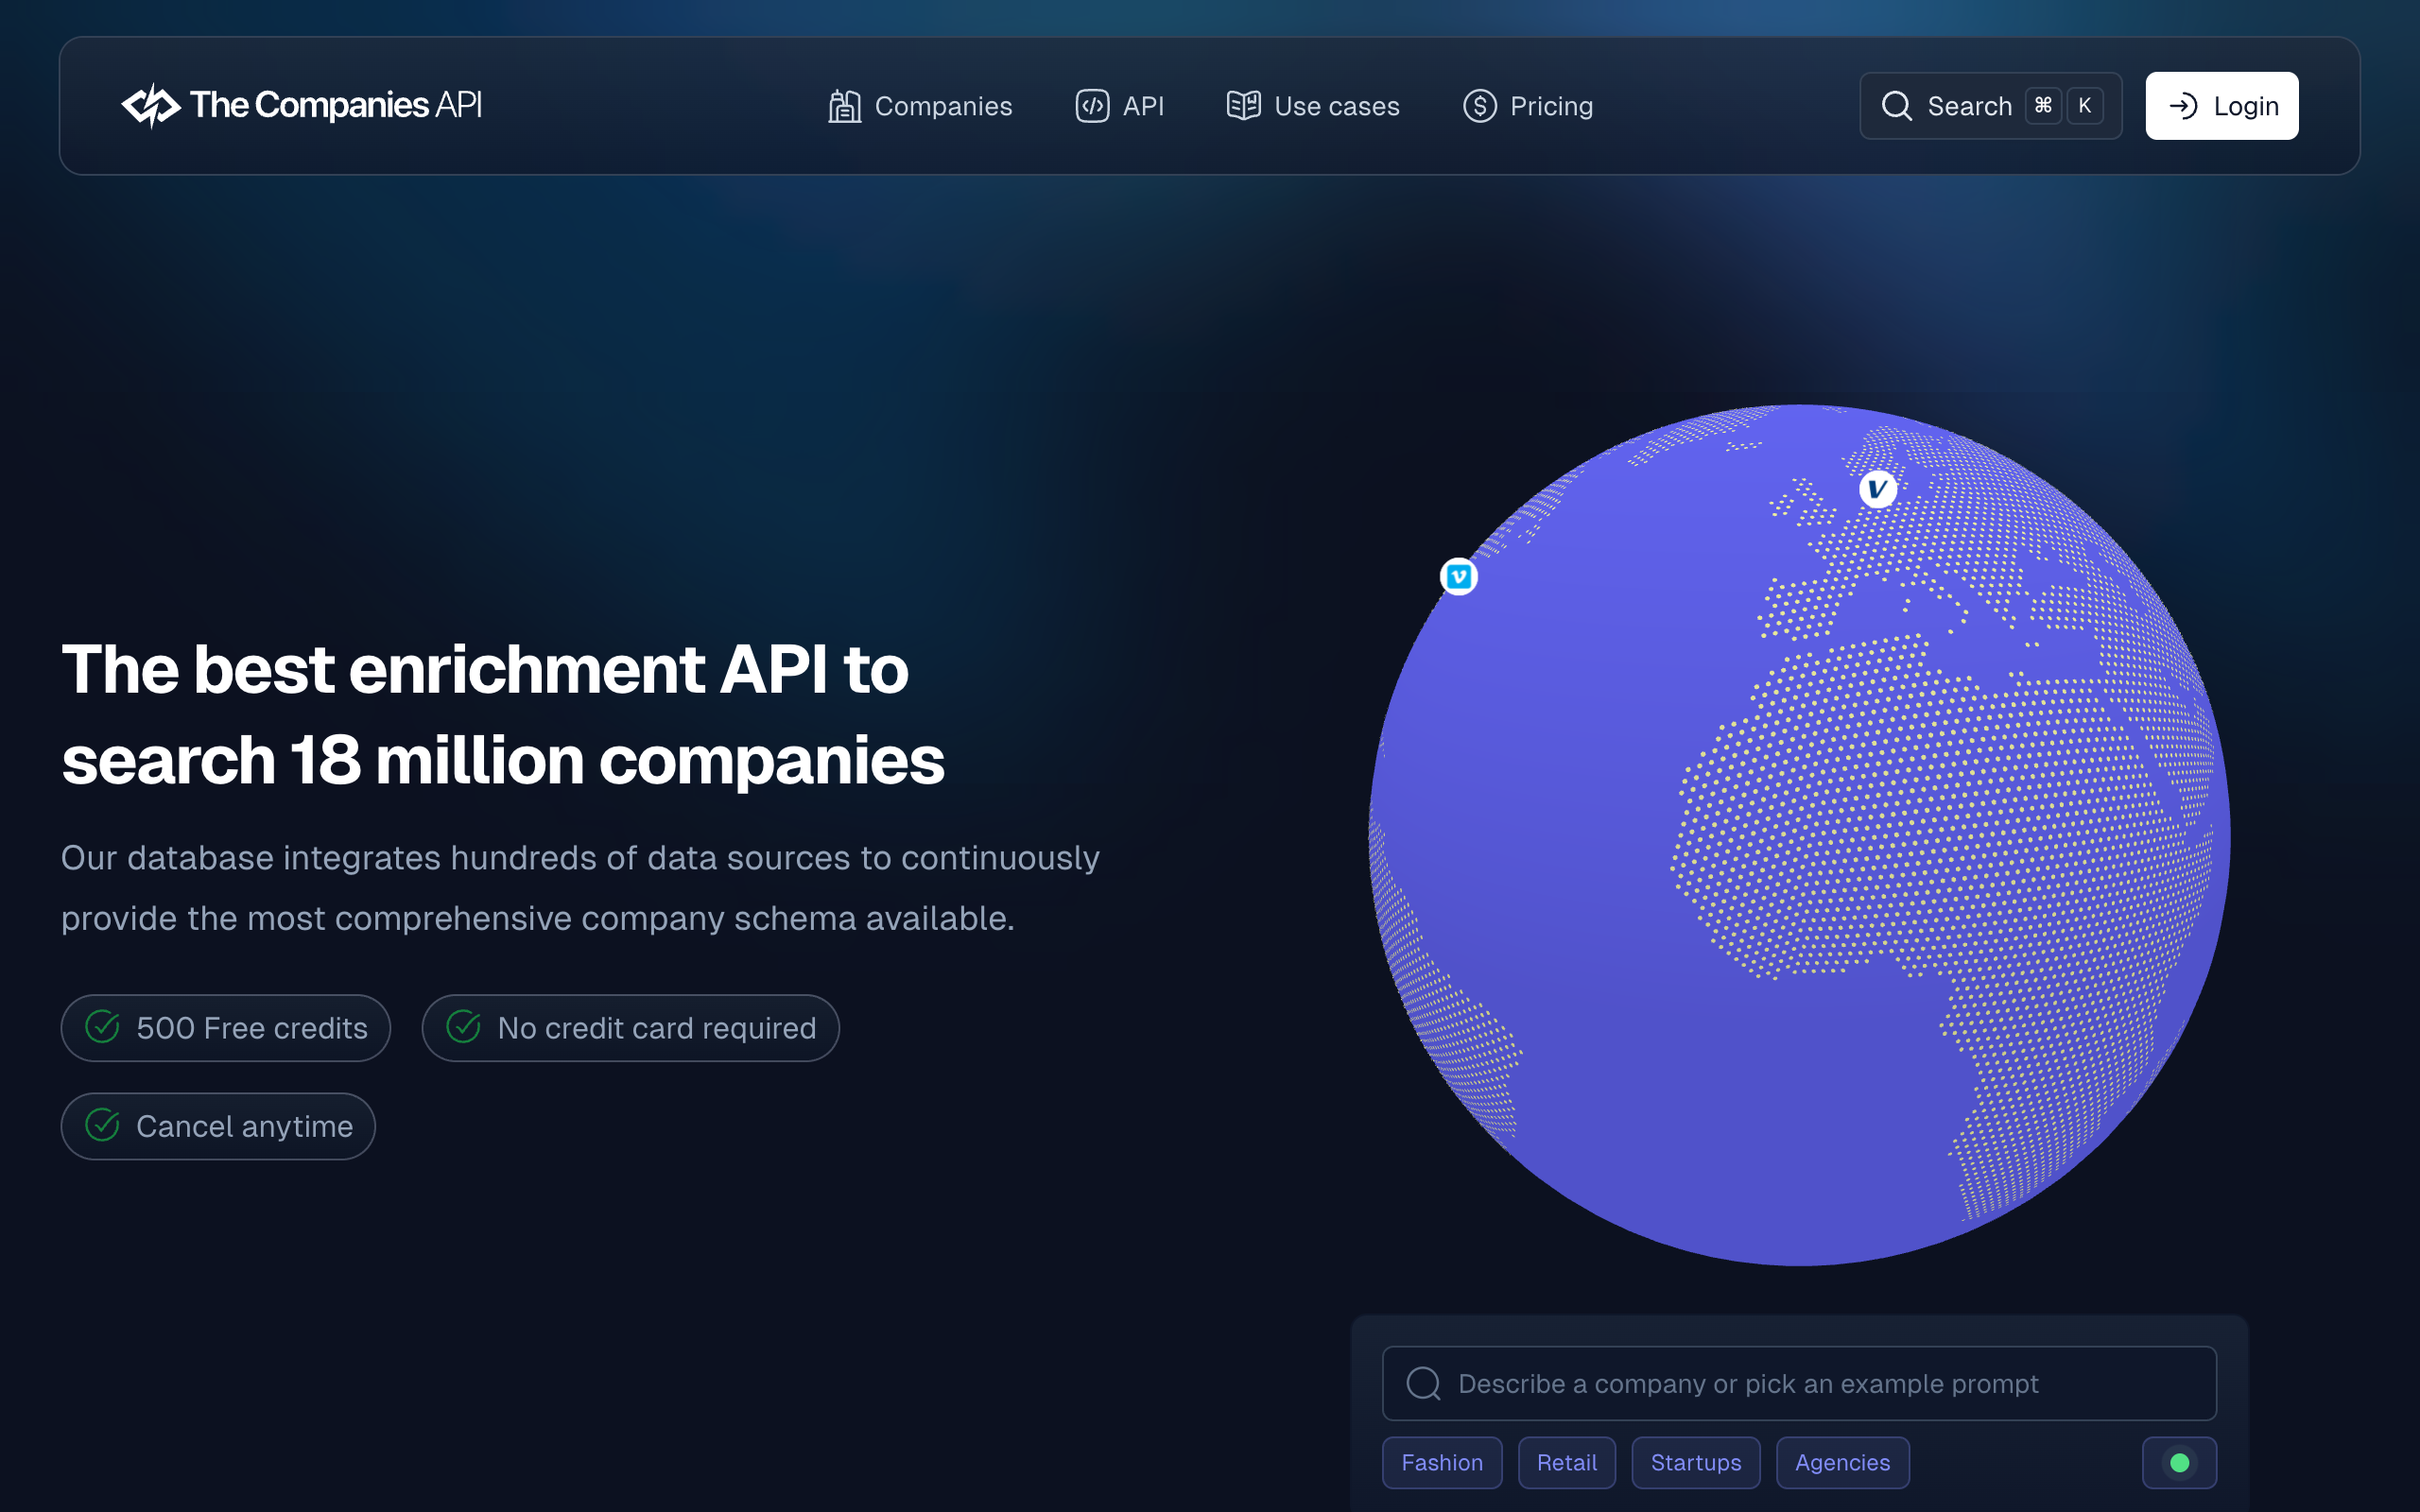 The Companies API
Companies
API
Use cases
Pricing
Search ⌘ K
Login
The best enrichment API to
search 18 million companies
Our database integrates hundreds of data sources to continuously
provide the most comprehensive company schema available.
500 Free credits
No credit card required
Cancel anytime
Describe a company or pick an example prompt
Fashion
Retail
Startups
Agencies